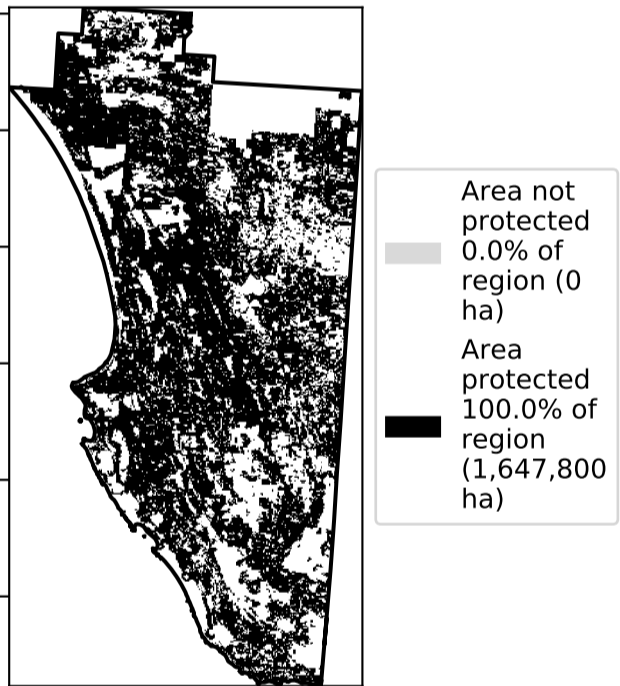 Area not
protected
0.0% of
region (0
ha)
Area
protected
100.0% of
region
(1,647,800
ha)